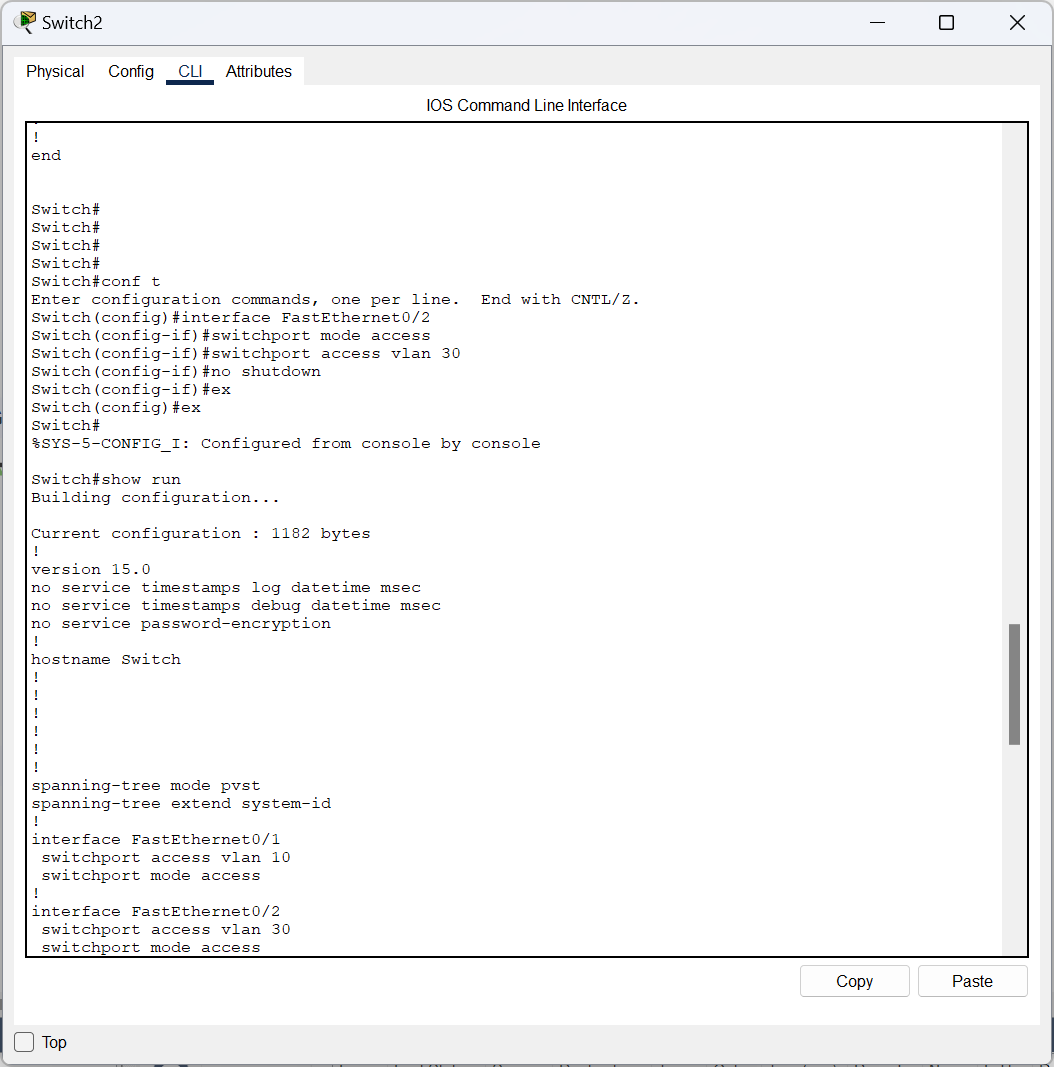 Switch2
Physical Config CLI Attributes
IOS Command Line Interface
!
end
Switch#
Switch#
Switch#
Switch#
Switch#conf t
Enter configuration commands, one per line.  End with CNTL/Z.
Switch(config)#interface FastEthernet0/2
Switch(config-if)#switchport mode access
Switch(config-if)#switchport access vlan 30
Switch(config-if)#no shutdown
Switch(config-if)#ex
Switch(config)#ex
Switch#
%SYS-5-CONFIG_I: Configured from console by console
Switch#show run
Building configuration...
Current configuration : 1182 bytes
!
version 15.0
no service timestamps log datetime msec
no service timestamps debug datetime msec
no service password-encryption
!
hostname Switch
!
!
!
!
!
!
spanning-tree mode pvst
spanning-tree extend system-id
!
interface FastEthernet0/1
 switchport access vlan 10
 switchport mode access
!
interface FastEthernet0/2
 switchport access vlan 30
 switchport mode access
Copy Paste
Top